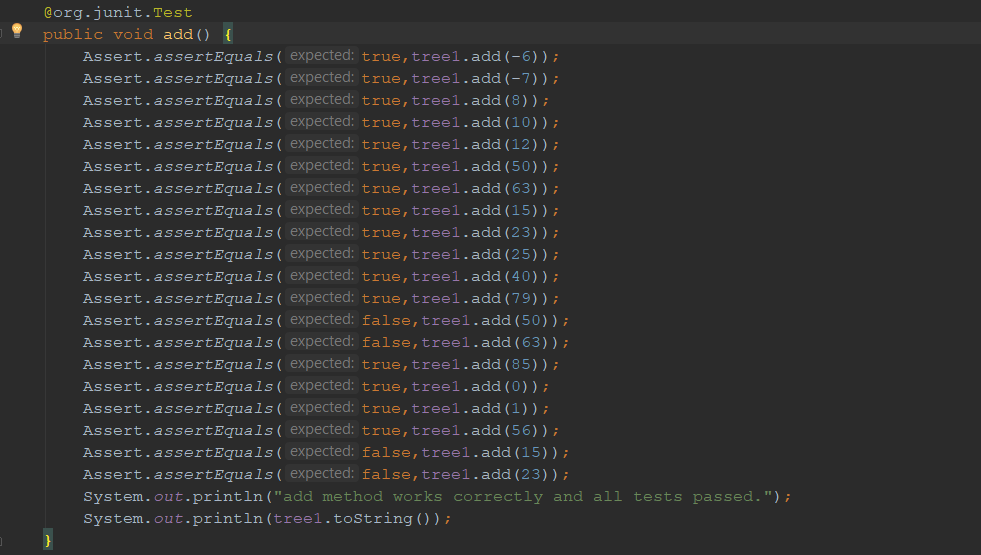 @org.junit.Test
public void add() {
Assert.assertEquals( expected: true,tree1.add(-6));
Assert.assertEquals( expected: true,tree1.add(-7));
Assert.assertEquals( expected: true,tree1.add(8));
Assert.assertEquals( expected: true,tree1.add(10));
Assert.assertEquals( expected: true,tree1.add(12));
Assert.assertEquals( expected: true,tree1.add(50));
Assert.assertEquals( expected: true,tree1.add(63));
Assert.assertEquals( expected: true,tree1.add(15));
Assert.assertEquals( expected: true,tree1.add(23));
Assert.assertEquals( expected: true,tree1.add(25));
Assert.assertEquals( expected: true,tree1.add(40));
Assert.assertEquals( expected: true,tree1.add(79));
Assert.assertEquals( expected: false,tree1.add(50));
Assert.assertEquals( expected: false,tree1.add(63));
Assert.assertEquals( expected: true,tree1.add(85));
Assert.assertEquals( expected: true,tree1.add(0));
Assert.assertEquals( expected: true,tree1.add(1));
Assert.assertEquals( expected: true,tree1.add(56));
Assert.assertEquals( expected: false,tree1.add(15));
Assert.assertEquals( expected: false,tree1.add(23));
System.out.println("add method works correctly and all tests passed.");
System.out.println(tree1.toString());
}